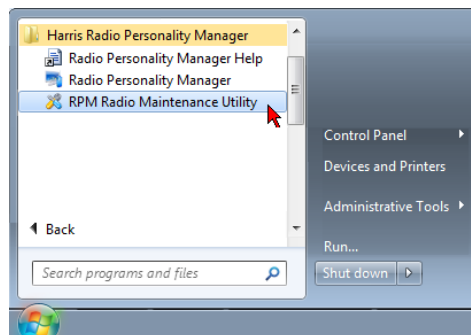 Harris Radio Personality Manager
Radio Personality Manager Help
Radio Personality Manager
RPM Radio Maintenance Utility
Back
Search programs and files
Control Panel
Devices and Printers
Administrative Tools
Run...
Shut down